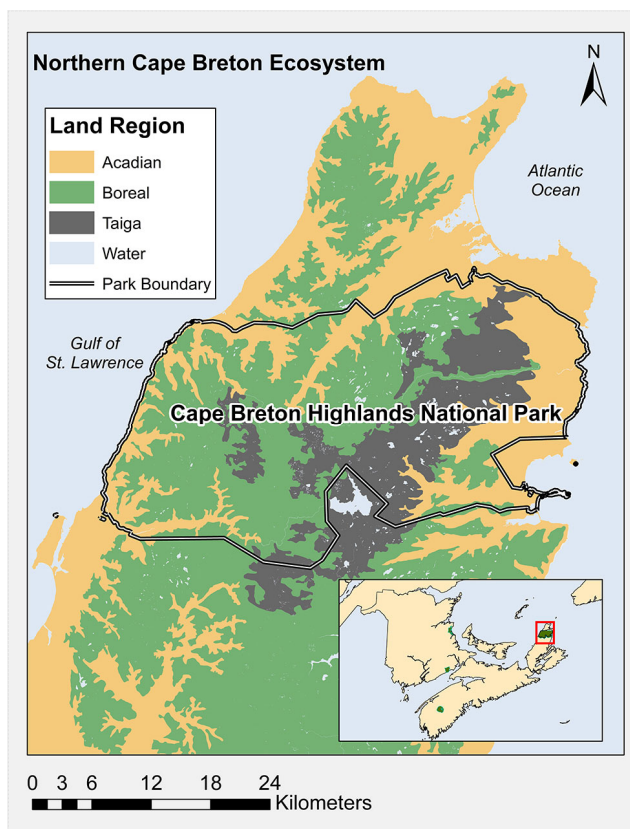 Northern Cape Breton Ecosystem
N
Land Region
Acadian
Boreal
Taiga
Water
Park Boundary
Atlantic
Ocean
Gulf of
St. Lawrence
Cape Breton Highlands National Park
0 3 6 12 18 24
Kilometers